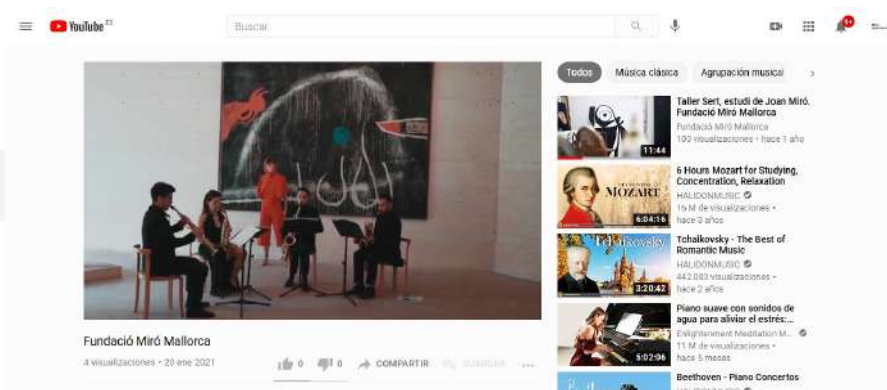 YouTube ES
Buscar
9+
Todos
Música clásica
Agrupación musical
Taller Sert, estudi de Joan Miró.
Fundació Miró Mallorca
Fundació Miró Mallorca
100 visualizaciones • hace 1 año
11:44
6 Hours Mozart for Studying,
Concentration, Relaxation
HALIDONMUSIC
16 M de visualizaciones •
hace 3 años
MOZART
6:04:16
Tchaikovsky - The Best of
Romantic Music
HALIDONMUSIC
442.083 visualizaciones •
hace 2 años
Tchaikovsky
3:20:42
Piano suave con sonidos de
agua para aliviar el estrés:...
Enlightenment Meditation M...
11 M de visualizaciones •
hace 5 meses
5:02:06
Beethoven - Piano Concertos
HALIDONMUSIC
Fundació Miró Mallorca
4 visualizaciones • 20 ene 2021
0
0
COMPARTIR
GUARDAR